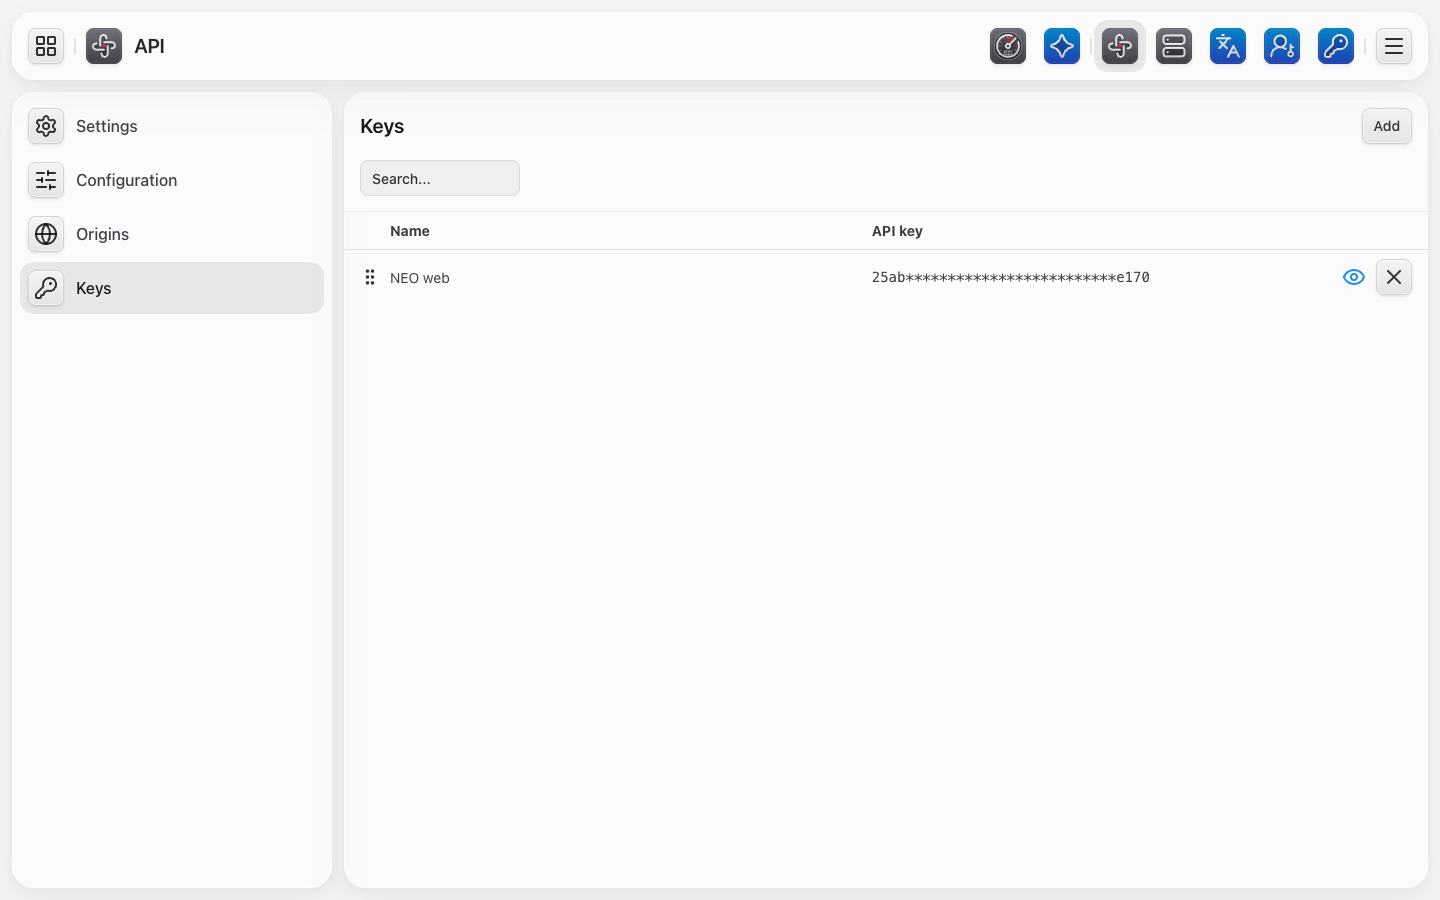 API
Settings
Configuration
Origins
Keys
Keys
Add
Search...
Name
API key
NEO web
25ab*************************e170